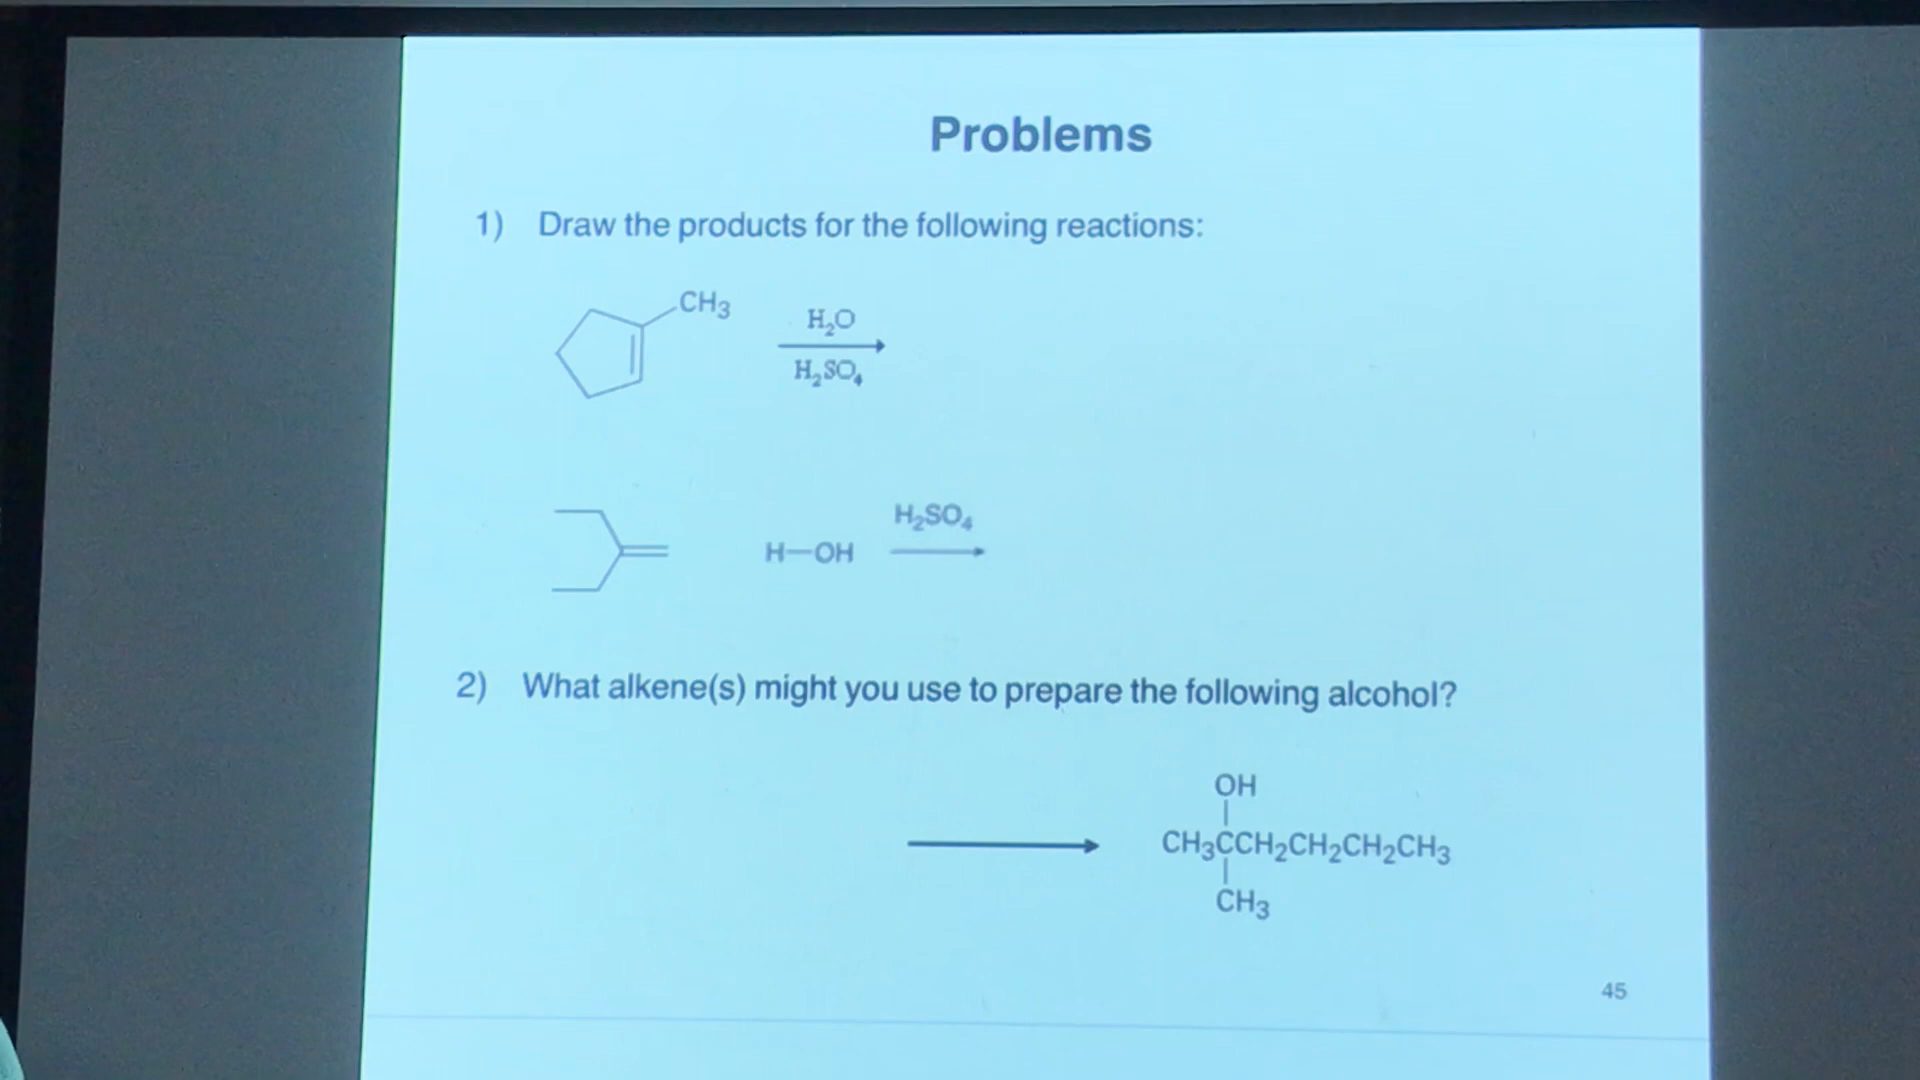 Problems
1) Draw the products for the following reactions:
CH3
H2O
H2SO4
H2SO4
H—OH
2) What alkene(s) might you use to prepare the following alcohol?
OH
CH3CCH2CH2CH2CH3
CH3
45